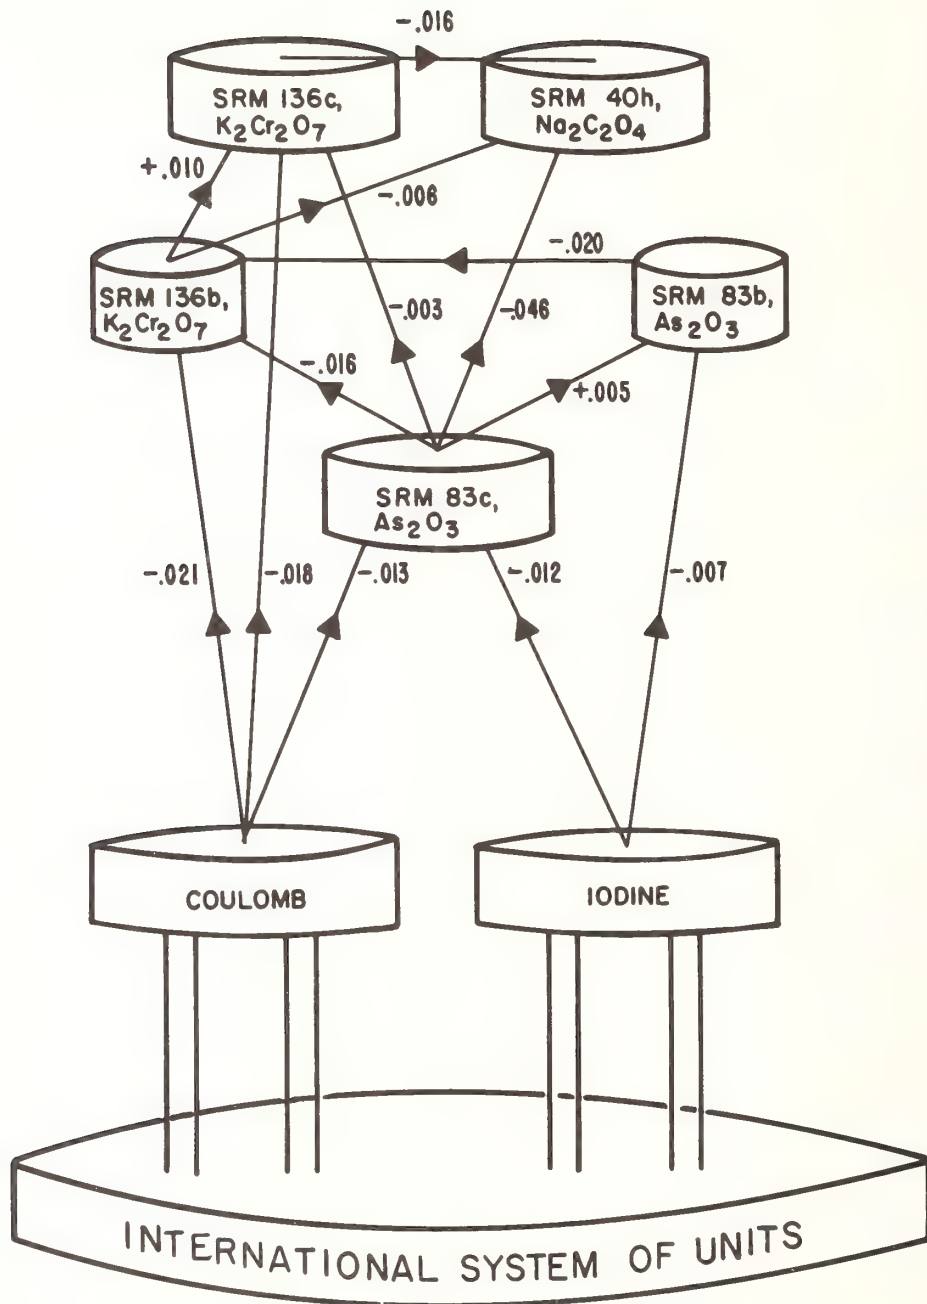 -.016
SRM 136c,
K₂Cr₂O₇
SRM 40h,
Na₂C₂O₄
+.010
-.006
-.020
SRM 136b,
K₂Cr₂O₇
SRM 83b,
As₂O₃
-.003
-.046
-.016
+.005
SRM 83c,
As₂O₃
-.021
-.018
-.013
-.012
-.007
COULOMB
IODINE
INTERNATIONAL SYSTEM OF UNITS